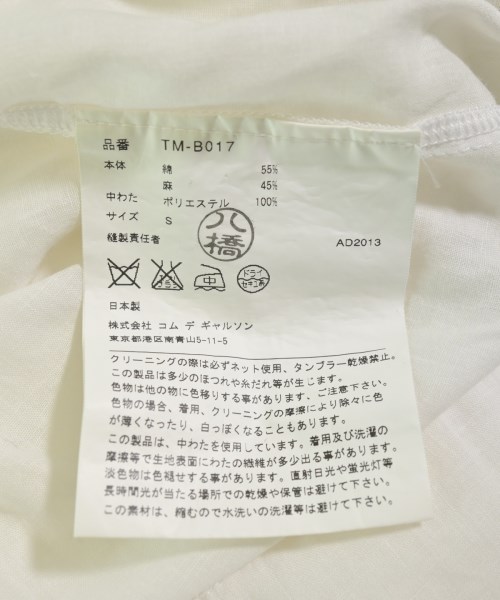 品番 TM-B017
本体 綿 55%
麻 45%
中わた ポリエステル 100%
サイズ S
八橋
縫製責任者 AD2013
中 ドライ セキユ系
日本製
株式会社 コム デ ギャルソン
東京都港区南青山5-11-5
クリーニングの際は必ずネット使用、タンブラー乾燥禁止。
この製品は多少のほつれや糸だれ等が生じます。
色物は他の物に色移りする事があります、ご注意下さい。
色物の場合、着用、クリーニングの摩擦により除々に色
が薄くなったり、白っぽくなることもあります。
この製品は、中わたを使用しています。着用及び洗濯の
摩擦等で生地表面にわたの繊維が多少出る事があります。
淡色物は色褪せする事がいます。直射日光や蛍光灯等
長時間光が当たる場所での乾燥や保管は避けて下さい。
この素材は、縮むので水洗いの洗濯等は避けて下さい。